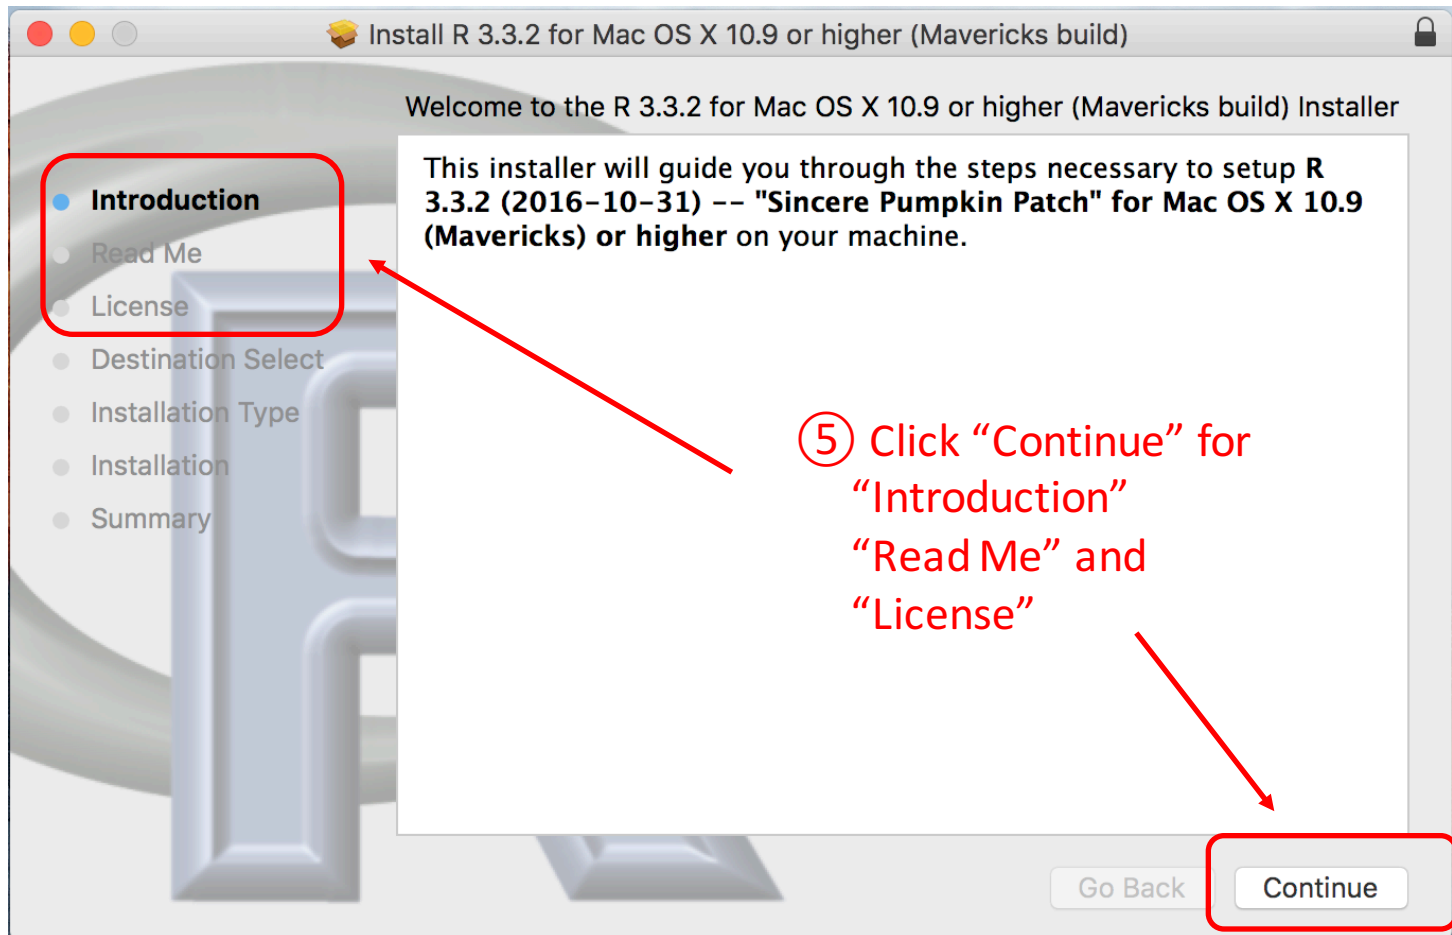 Install R 3.3.2 for Mac OS X 10.9 or higher (Mavericks build)
Welcome to the R 3.3.2 for Mac OS X 10.9 or higher (Mavericks build) Installer
Introduction
Read Me
License
Destination Select
Installation Type
Installation
Summary
This installer will guide you through the steps necessary to setup R
3.3.2 (2016-10-31) -- "Sincere Pumpkin Patch" for Mac OS X 10.9
(Mavericks) or higher on your machine.
⑤ Click “Continue” for
“Introduction”
“Read Me” and
“License”
Go Back
Continue